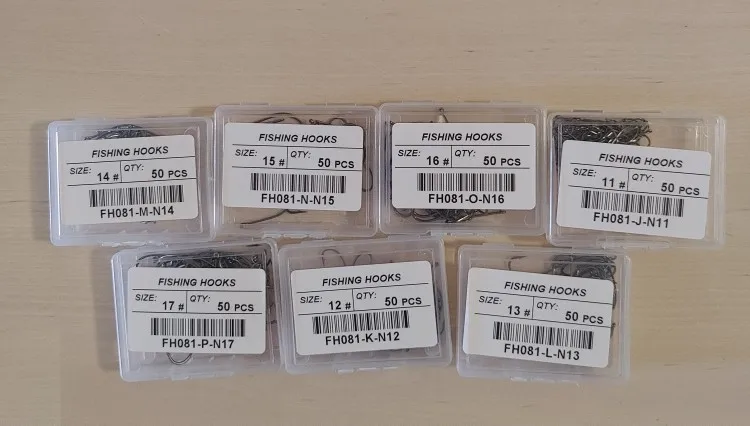 FISHING HOOKS
SIZE: 14 # QTY: 50 PCS
FH081-M-N14
FISHING HOOKS
SIZE: 15 # QTY: 50 PCS
FH081-N-N15
FISHING HOOKS
SIZE: 16 # QTY: 50 PCS
FH081-O-N16
FISHING HOOKS
SIZE: 11 # QTY: 50 PCS
FH081-J-N11
FISHING HOOKS
SIZE: 17 # QTY: 50 PCS
FH081-P-N17
FISHING HOOKS
SIZE: 12 # QTY: 50 PCS
FH081-K-N12
FISHING HOOKS
SIZE: 13 # QTY: 50 PCS
FH081-L-N13